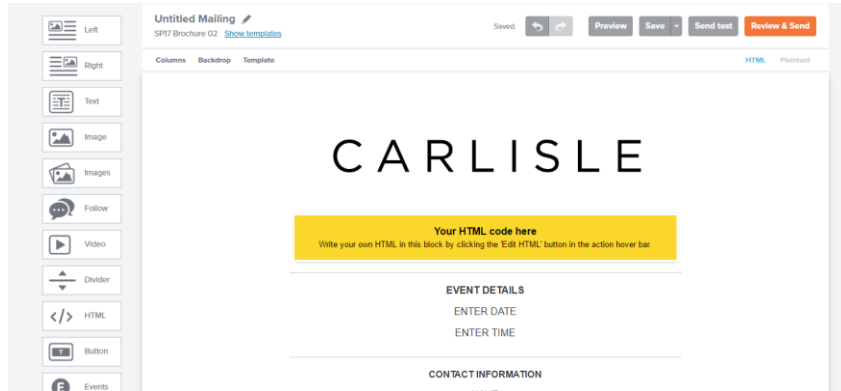 Left
Right
Text
Image
Images
Follow
Video
Divider
HTML
Button
Events
Untitled Mailing
SP17 Brochure 02 Show templates
Saved.
Preview
Save
Send test
Review & Send
Columns Backdrop Template
HTML Plaintext
CARLISLE
Your HTML code here
Write your own HTML in this block by clicking the 'Edit HTML' button in the action hover bar.
EVENT DETAILS
ENTER DATE
ENTER TIME
CONTACT INFORMATION